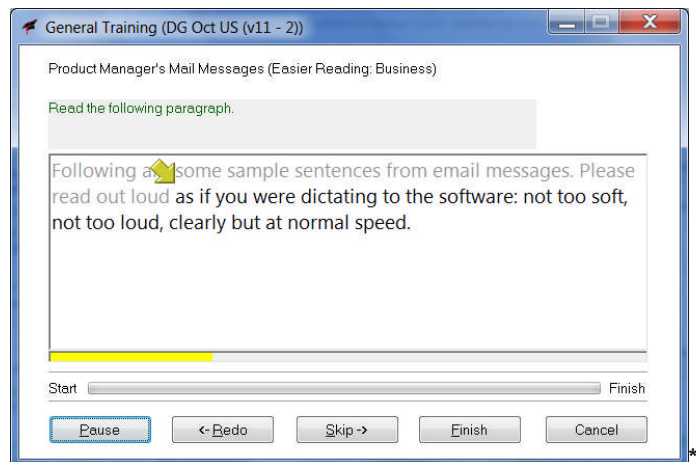 General Training (DG Oct US (v11 - 2))
Product Manager's Mail Messages (Easier Reading: Business)
Read the following paragraph.
Following some sample sentences from email messages. Please
read out loud as if you were dictating to the software: not too soft,
not too loud, clearly but at normal speed.
Start Finish
Pause <- Redo Skip -> Finish Cancel
*